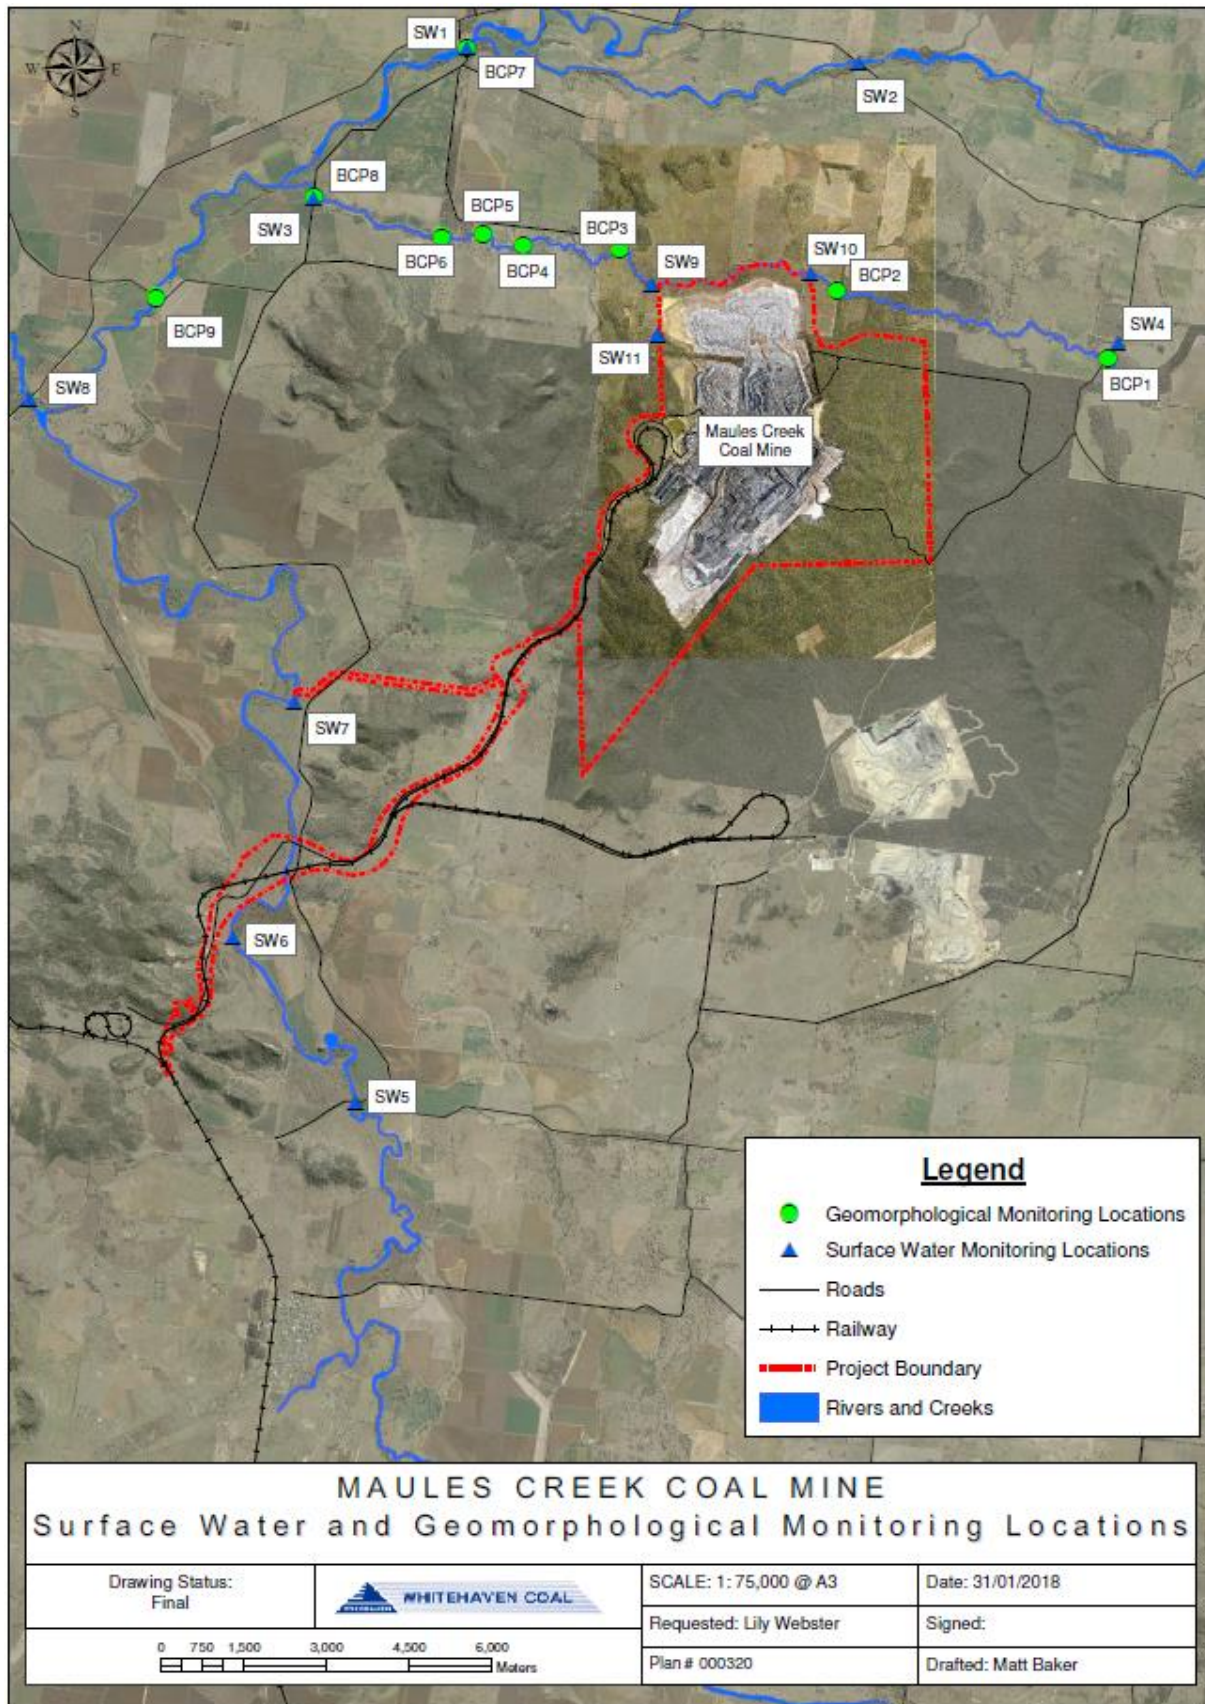 N
W
E
S
SW1
BCP7
SW2
BCP8
SW3
BCP5
BCP6
BCP4
BCP3
SW9
SW10
BCP2
SW4
BCP1
BCP9
SW11
SW8
Maules Creek
Coal Mine
SW7
SW6
SW5
Legend
Geomorphological Monitoring Locations
Surface Water Monitoring Locations
Roads
Railway
Project Boundary
Rivers and Creeks
MAULES CREEK COAL MINE
Surface Water and Geomorphological Monitoring Locations
Drawing Status:
Final
WHITEHAVEN COAL
SCALE: 1: 75,000 @ A3
Date: 31/01/2018
Requested: Lily Webster
Signed:
0 750 1,500 3,000 4,500 6,000
Meters
Plan # 000320
Drafted: Matt Baker